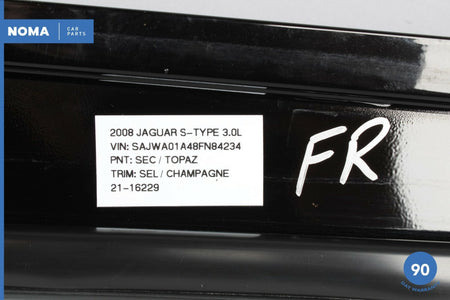 NOMA CAR PARTS
2008 JAGUAR S-TYPE 3.0L
VIN: SAJWA01A48FN84234
PNT: SEC / TOPAZ
TRIM: SEL / CHAMPAGNE
21-16229
FR
90
DAY WARRANTY